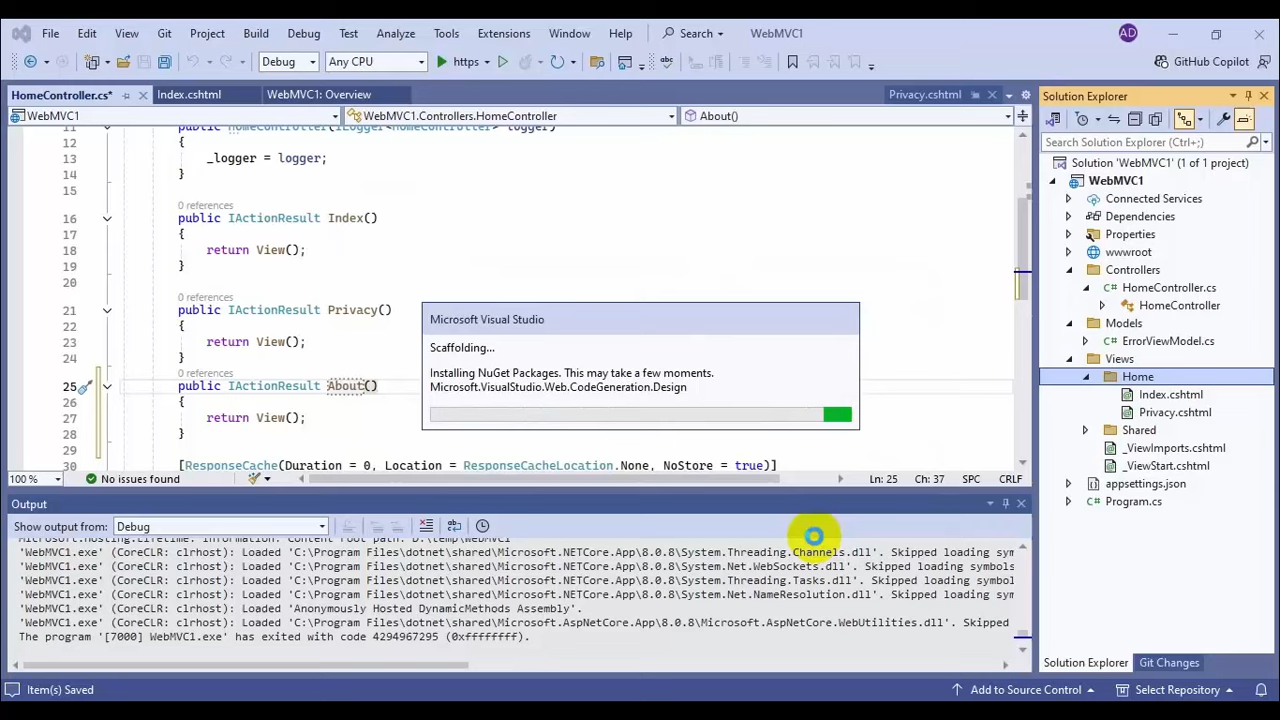 File Edit View Git Project Build Debug Test Analyze Tools Extensions Window Help Search WebMVC1 AD
Debug Any CPU https GitHub Copilot
HomeController.cs* Index.cshtml WebMVC1: Overview Privacy.cshtml
WebMVC1 WebMVC1.Controllers.HomeController About()
11 public HomeController(ILogger<HomeController> logger)
12 {
13 _logger = logger;
14 }
15
0 references
16 public IActionResult Index()
17 {
18 return View();
19 }
20
0 references
21 public IActionResult Privacy()
22 {
23 return View();
24 }
0 references
25 public IActionResult About()
26 {
27 return View();
28 }
29
30 [ResponseCache(Duration = 0, Location = ResponseCacheLocation.None, NoStore = true)]
100 % No issues found Ln: 25 Ch: 37 SPC CRLF
Microsoft Visual Studio
Scaffolding...
Installing NuGet Packages. This may take a few moments.
Microsoft.VisualStudio.Web.CodeGeneration.Design
Output
Show output from: Debug
Microsoft.Hosting.Lifetime: Information: Content root path: D:\temp\WebMVC1
'WebMVC1.exe' (CoreCLR: clrhost): Loaded 'C:\Program Files\dotnet\shared\Microsoft.NETCore.App\8.0.8\System.Threading.Channels.dll'. Skipped loading sym
'WebMVC1.exe' (CoreCLR: clrhost): Loaded 'C:\Program Files\dotnet\shared\Microsoft.NETCore.App\8.0.8\System.Net.WebSockets.dll'. Skipped loading symbols
'WebMVC1.exe' (CoreCLR: clrhost): Loaded 'C:\Program Files\dotnet\shared\Microsoft.NETCore.App\8.0.8\System.Threading.Tasks.dll'. Skipped loading symbol
'WebMVC1.exe' (CoreCLR: clrhost): Loaded 'C:\Program Files\dotnet\shared\Microsoft.NETCore.App\8.0.8\System.Net.NameResolution.dll'. Skipped loading sym
'WebMVC1.exe' (CoreCLR: clrhost): Loaded 'Anonymously Hosted DynamicMethods Assembly'.
'WebMVC1.exe' (CoreCLR: clrhost): Loaded 'C:\Program Files\dotnet\shared\Microsoft.AspNetCore.App\8.0.8\Microsoft.AspNetCore.WebUtilities.dll'. Skipped
The program '[7000] WebMVC1.exe' has exited with code 4294967295 (0xffffffff).
Solution Explorer
Search Solution Explorer (Ctrl+;)
Solution 'WebMVC1' (1 of 1 project)
WebMVC1
Connected Services
Dependencies
Properties
wwwroot
Controllers
HomeController.cs
HomeController
Models
ErrorViewModel.cs
Views
Home
Index.cshtml
Privacy.cshtml
Shared
_ViewImports.cshtml
_ViewStart.cshtml
appsettings.json
Program.cs
Solution Explorer Git Changes
Item(s) Saved Add to Source Control Select Repository